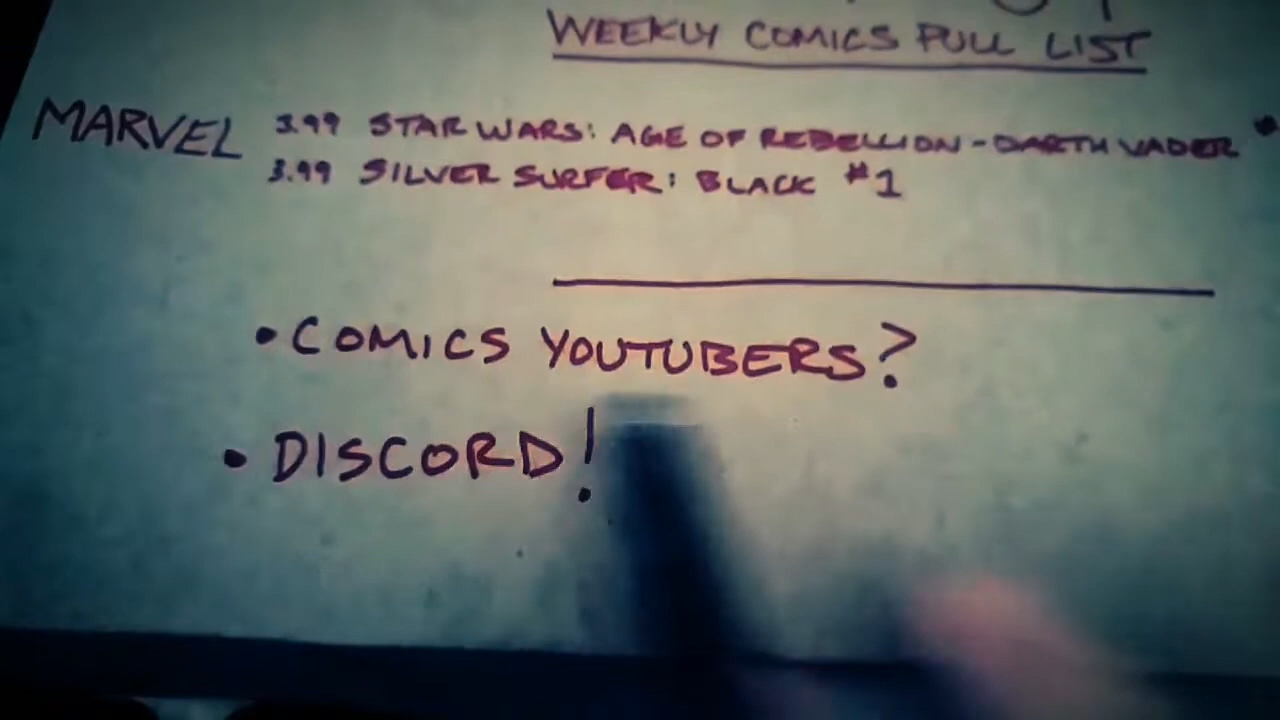 WEEKLY COMICS PULL LIST
MARVEL 3.99 STAR WARS: AGE OF REBELLION - DARTH VADER
3.99 SILVER SURFER: BLACK #1
• COMICS YOUTUBERS?
• DISCORD!